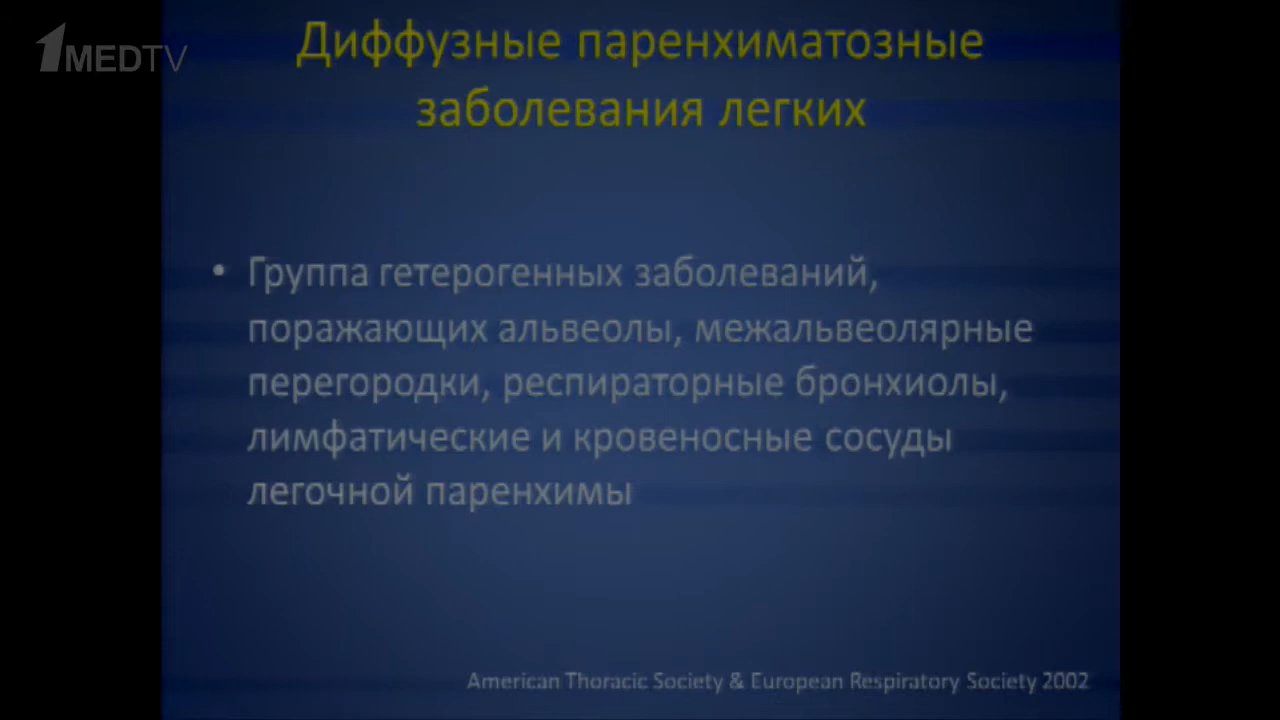 1MEDTV
Диффузные паренхиматозные
заболевания легких
• Группа гетерогенных заболеваний,
поражающих альвеолы, межальвеолярные
перегородки, респираторные бронхиолы,
лимфатические и кровеносные сосуды
легочной паренхимы
American Thoracic Society & European Respiratory Society 2002